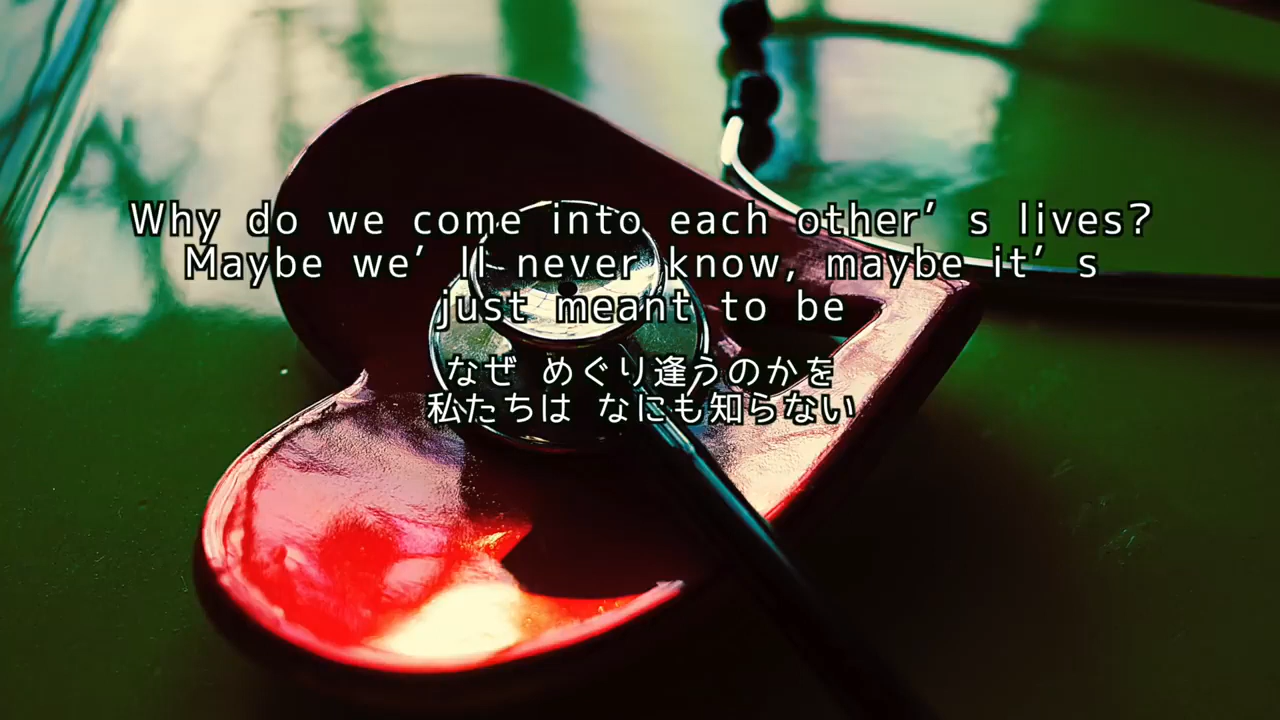 Why do we come into each other’s lives?
Maybe we’ll never know, maybe it’s
just meant to be
なぜ めぐり逢うのかを
私たちは なにも知らない